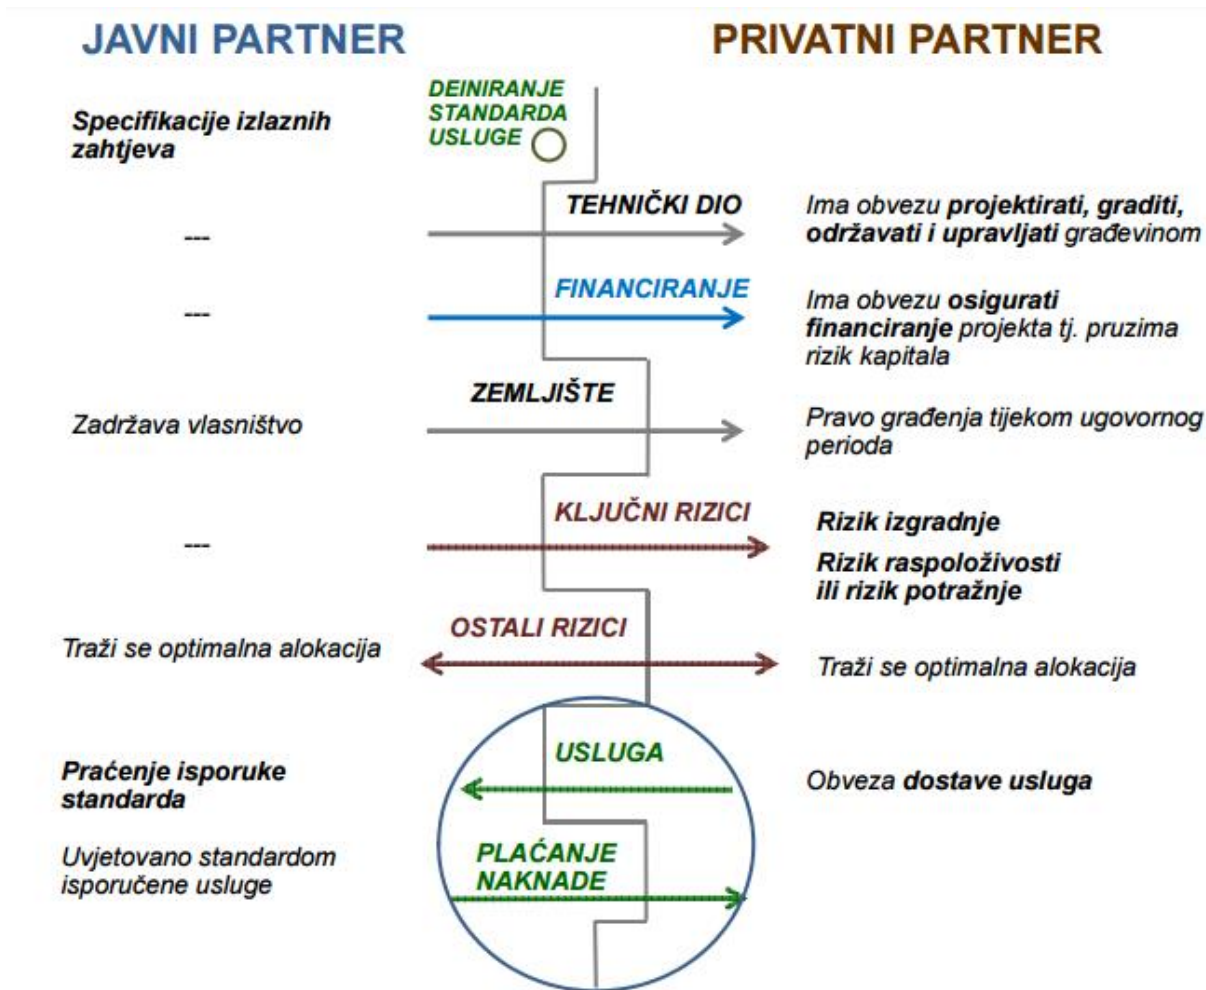 JAVNI PARTNER
PRIVATNI PARTNER
Specifikacije izlaznih
zahtjeva
DEINIRANJE
STANDARDA
USLUGE
---
TEHNIČKI DIO
Ima obvezu projektirati, graditi,
održavati i upravljati građevinom
---
FINANCIRANJE
Ima obvezu osigurati
financiranje projekta tj. pruzima
rizik kapitala
Zadržava vlasništvo
ZEMLJIŠTE
Pravo građenja tijekom ugovornog
perioda
---
KLJUČNI RIZICI
Rizik izgradnje
Rizik raspoloživosti
ili rizik potražnje
Traži se optimalna alokacija
OSTALI RIZICI
Traži se optimalna alokacija
Praćenje isporuke
standarda
USLUGA
Obveza dostave usluga
Uvjetovano standardom
isporučene usluge
PLAĆANJE
NAKNADE